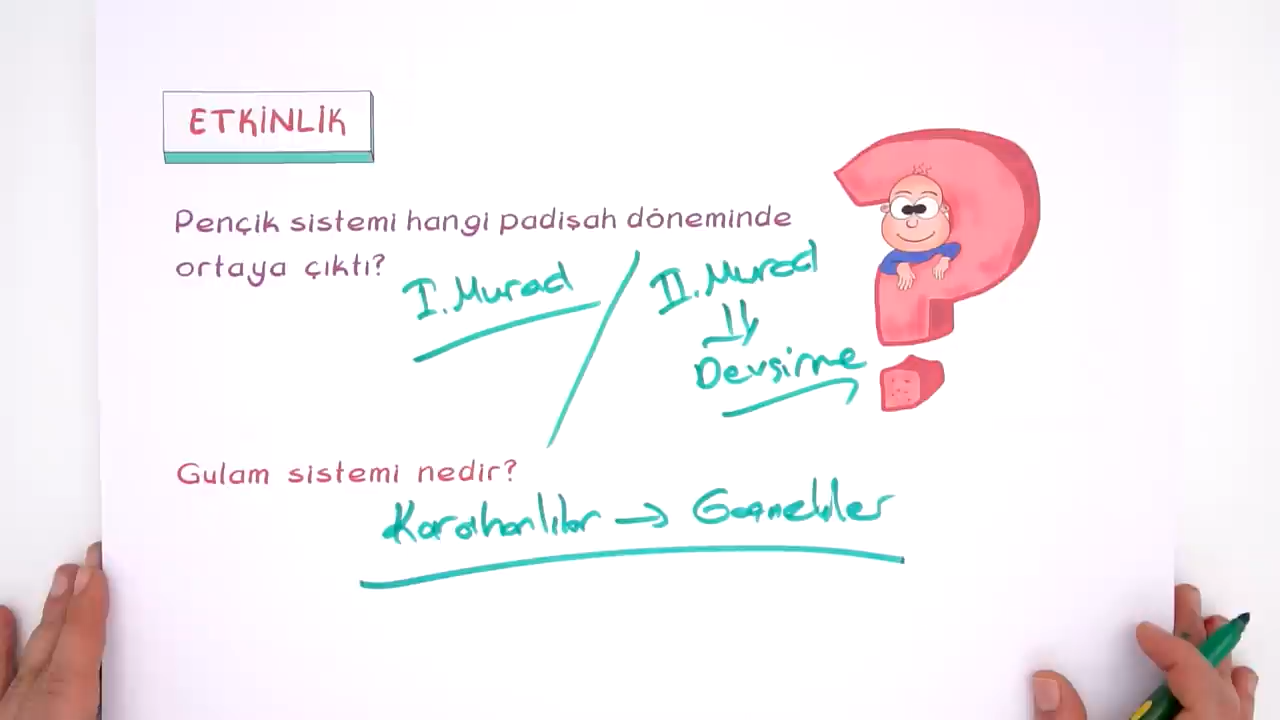 ETKİNLİK
Pençik sistemi hangi padişah döneminde
ortaya çıktı?
I. Murad / II. Murad
Devşirme
Gulam sistemi nedir?
Karahanlılar → Gazneliler